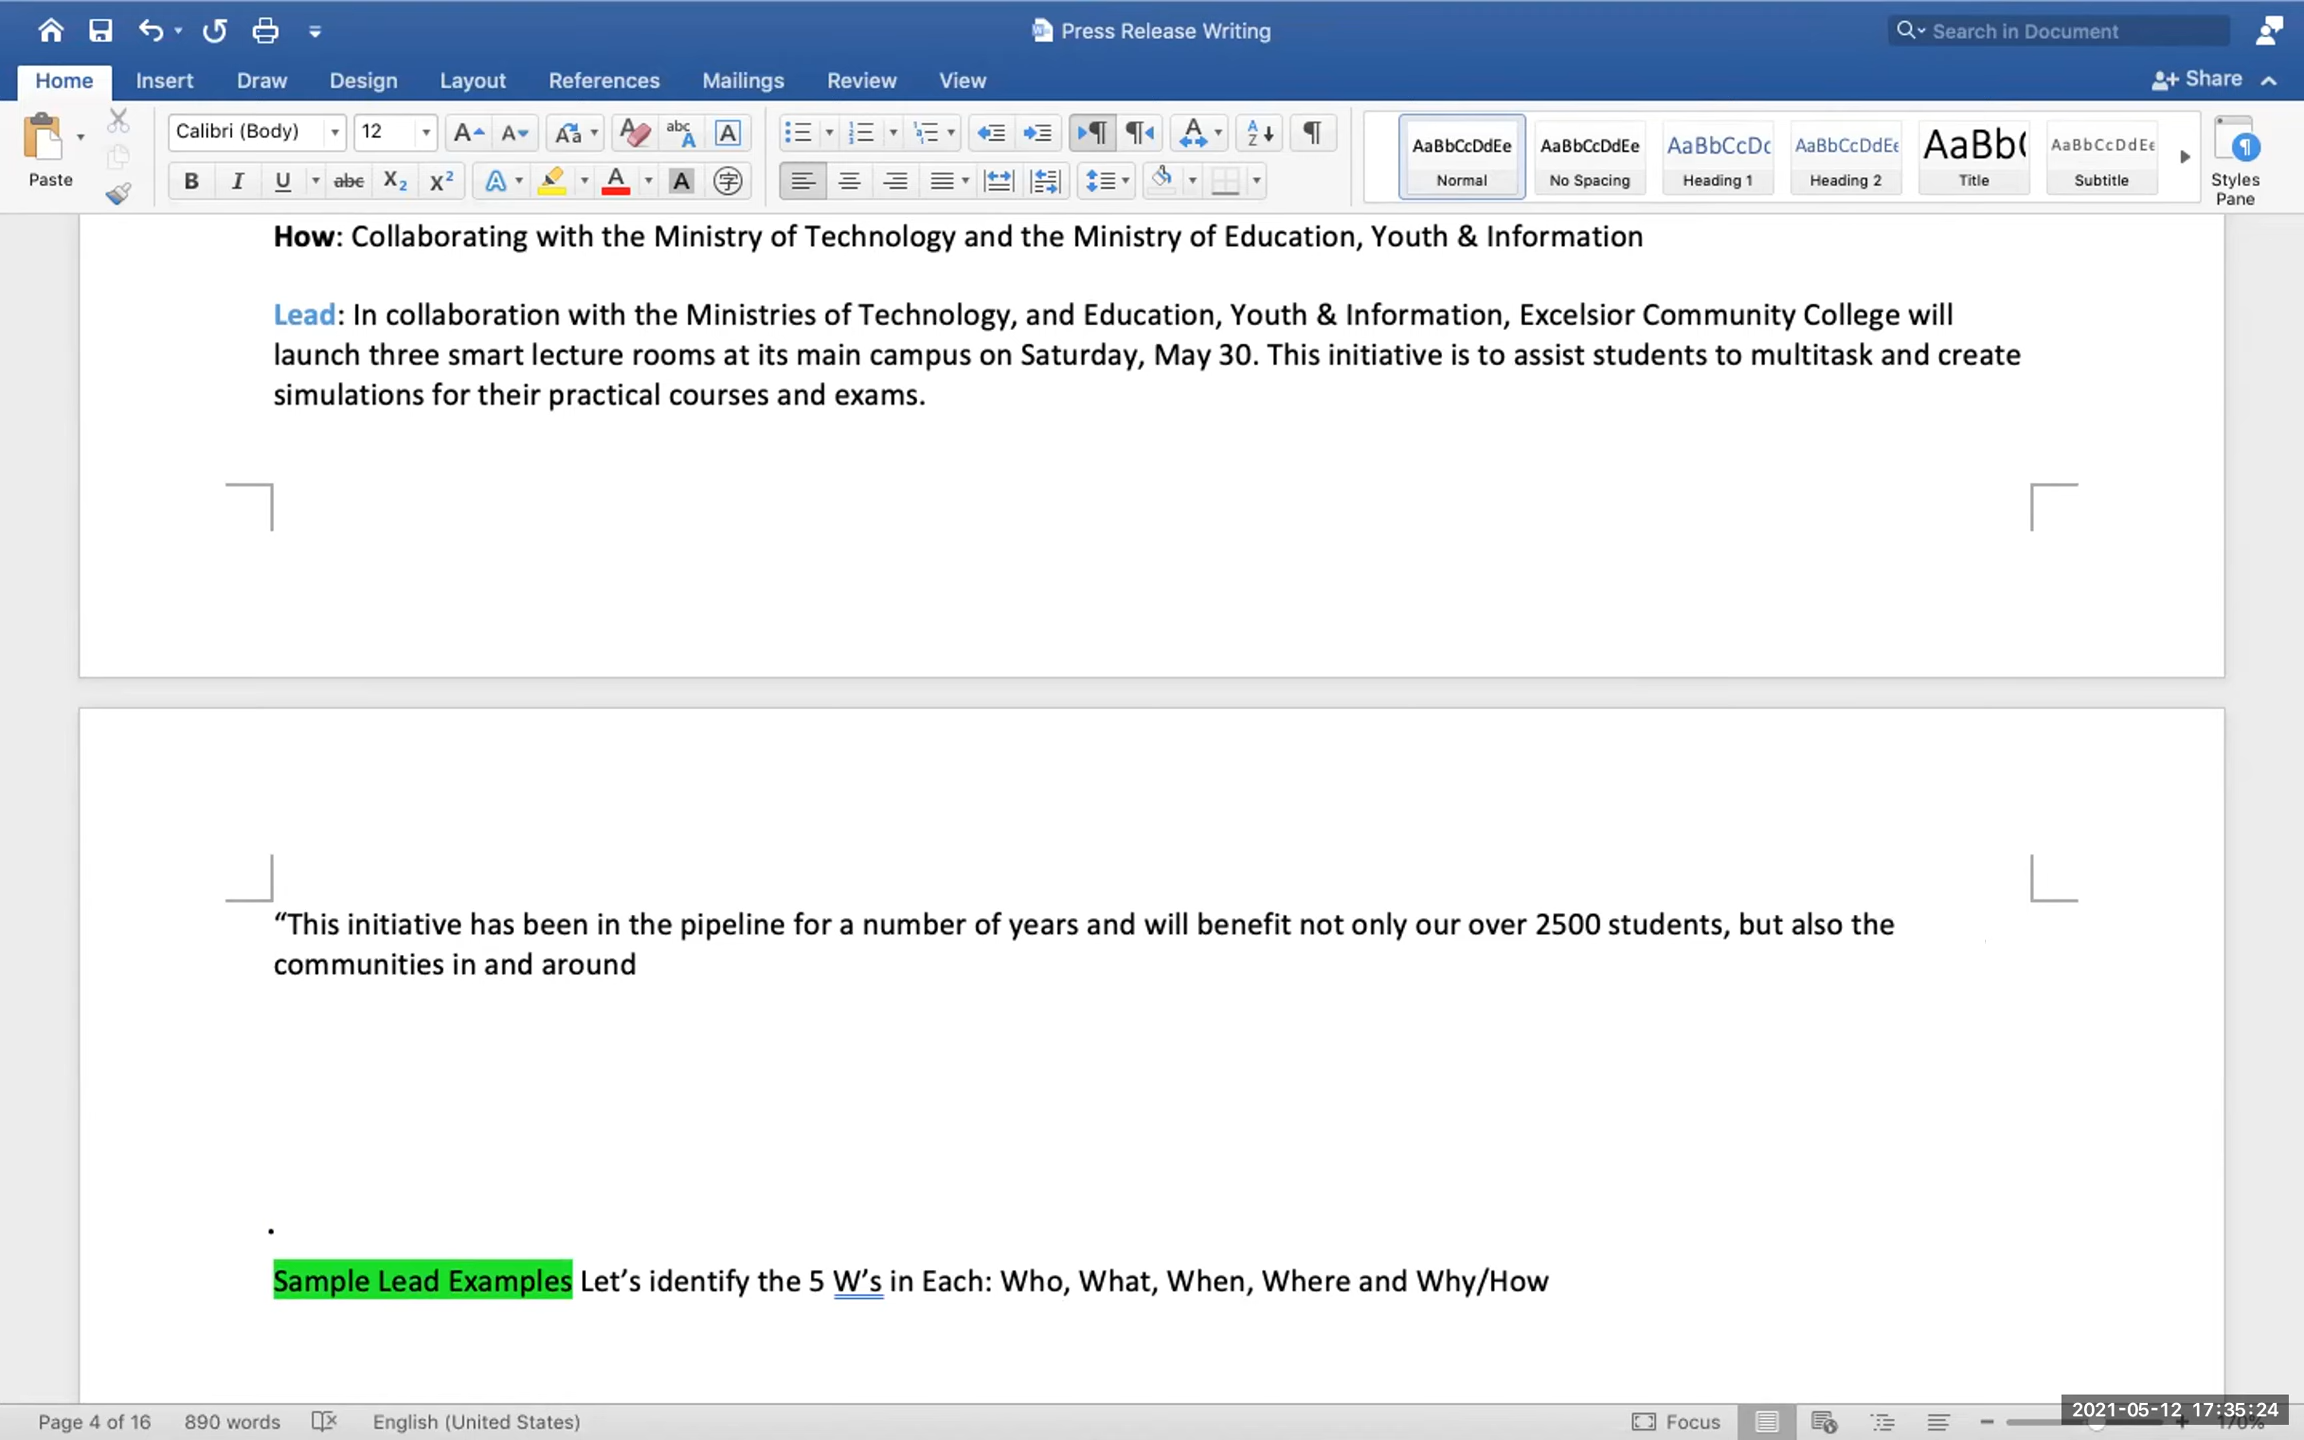 Press Release Writing
Search in Document
Home Insert Draw Design Layout References Mailings Review View Share
Paste
Calibri (Body) 12
AaBbCcDdEe AaBbCcDdEe AaBbCcDc AaBbCcDdEe AaBb( AaBbCcDdEe
Normal No Spacing Heading 1 Heading 2 Title Subtitle
Styles
Pane
How: Collaborating with the Ministry of Technology and the Ministry of Education, Youth & Information
Lead: In collaboration with the Ministries of Technology, and Education, Youth & Information, Excelsior Community College will
launch three smart lecture rooms at its main campus on Saturday, May 30. This initiative is to assist students to multitask and create
simulations for their practical courses and exams.
“This initiative has been in the pipeline for a number of years and will benefit not only our over 2500 students, but also the
communities in and around
.
Sample Lead Examples Let’s identify the 5 W’s in Each: Who, What, When, Where and Why/How
Page 4 of 16 890 words English (United States) Focus 170%
2021-05-12 17:35:24